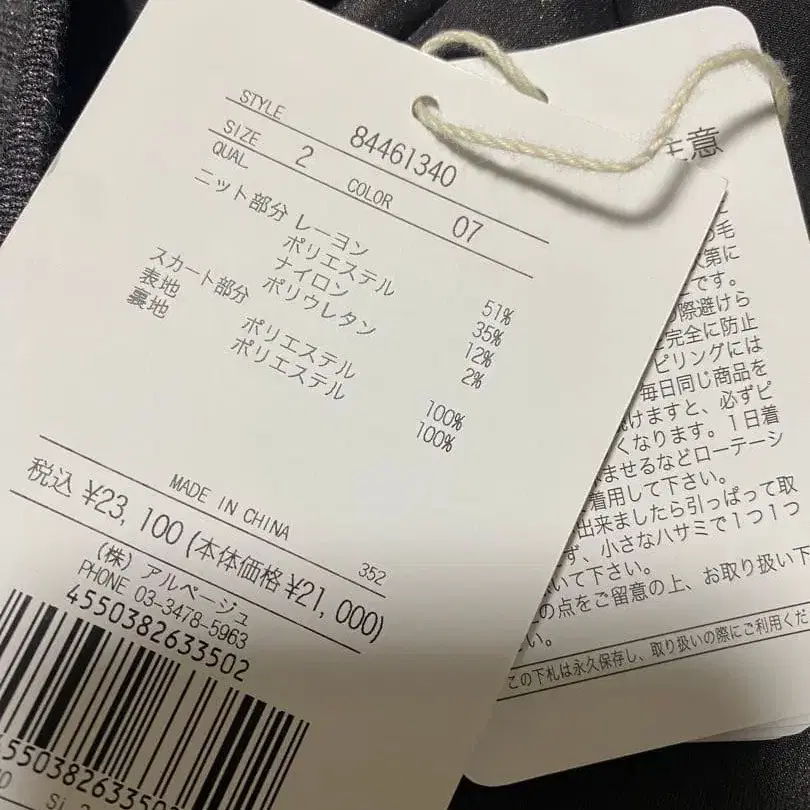 STYLE 84461340
SIZE 2 COLOR 07
QUAL
ニット部分 レーヨン 51%
ポリエステル 35%
ナイロン 12%
ポリウレタン 2%
スカート部分
表地 ポリエステル 100%
裏地 ポリエステル 100%
MADE IN CHINA 352
税込 ¥23,100(本体価格¥21,000)
(株) アルページュ
PHONE 03-3478-5963
4550382633502
意
毛
第に
です。
際避けら
完全に防止
ピリングには
毎日同じ商品を
けますと、必ずピ
くなります。1日着
ませるなどローテーシ
着用して下さい。
出来ましたら引っぱって取
ず、小さなハサミで1つ1つ
いて下さい。
の点をご留意の上、お取り扱い下
い。
この下札は永久保存し、取り扱いの際にご利用くだ